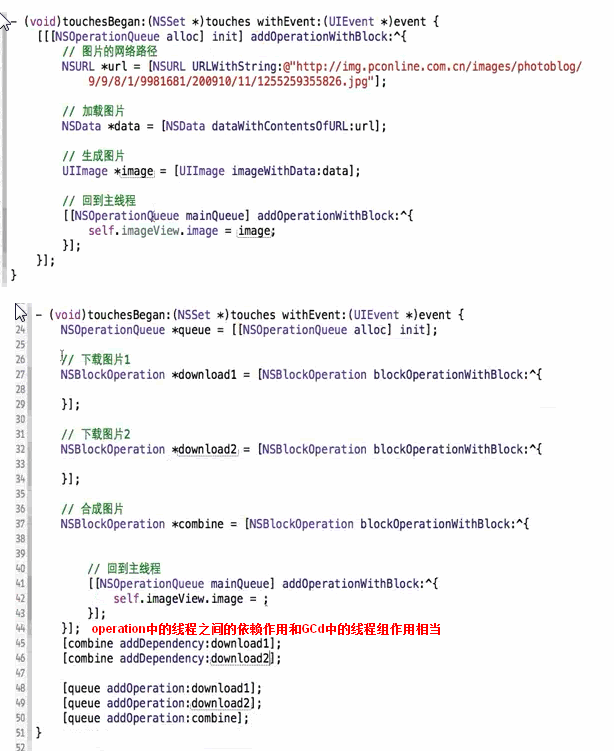 - (void)touchesBegan:(NSSet *)touches withEvent:(UIEvent *)event {
[[[NSOperationQueue alloc] init] addOperationWithBlock:^{
// 图片的网络路径
NSURL *url = [NSURL URLWithString:@"http://img.pconline.com.cn/images/photoblog/
9/9/8/1/9981681/200910/11/1255259355826.jpg"];
// 加载图片
NSData *data = [NSData dataWithContentsOfURL:url];
// 生成图片
UIImage *image = [UIImage imageWithData:data];
// 回到主线程
[[NSOperationQueue mainQueue] addOperationWithBlock:^{
self.imageView.image = image;
}];
}];
}
- (void)touchesBegan:(NSSet *)touches withEvent:(UIEvent *)event {
24 NSOperationQueue *queue = [[NSOperationQueue alloc] init];
25
26 // 下载图片1
27 NSBlockOperation *download1 = [NSBlockOperation blockOperationWithBlock:^{
28
29 }];
30
31 // 下载图片2
32 NSBlockOperation *download2 = [NSBlockOperation blockOperationWithBlock:^{
33
34 }];
35
36 // 合成图片
37 NSBlockOperation *combine = [NSBlockOperation blockOperationWithBlock:^{
38
39
40 // 回到主线程
41 [[NSOperationQueue mainQueue] addOperationWithBlock:^{
42 self.imageView.image = ;
43 }];
44 }]; operation中的线程之间的依赖作用和GCd中的线程组作用相当
45 [combine addDependency:download1];
46 [combine addDependency:download2];
47
48 [queue addOperation:download1];
49 [queue addOperation:download2];
50 [queue addOperation:combine];
51 }
52